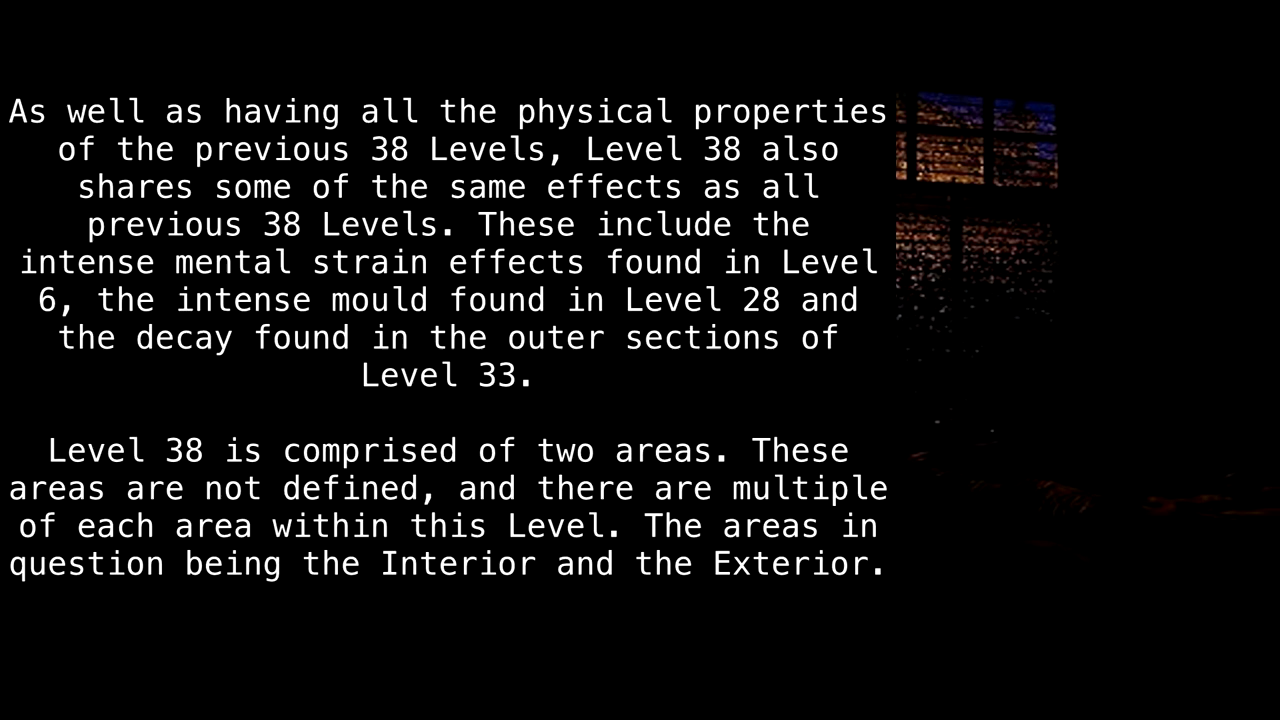 As well as having all the physical properties
of the previous 38 Levels, Level 38 also
shares some of the same effects as all
previous 38 Levels. These include the
intense mental strain effects found in Level
6, the intense mould found in Level 28 and
the decay found in the outer sections of
Level 33.
Level 38 is comprised of two areas. These
areas are not defined, and there are multiple
of each area within this Level. The areas in
question being the Interior and the Exterior.